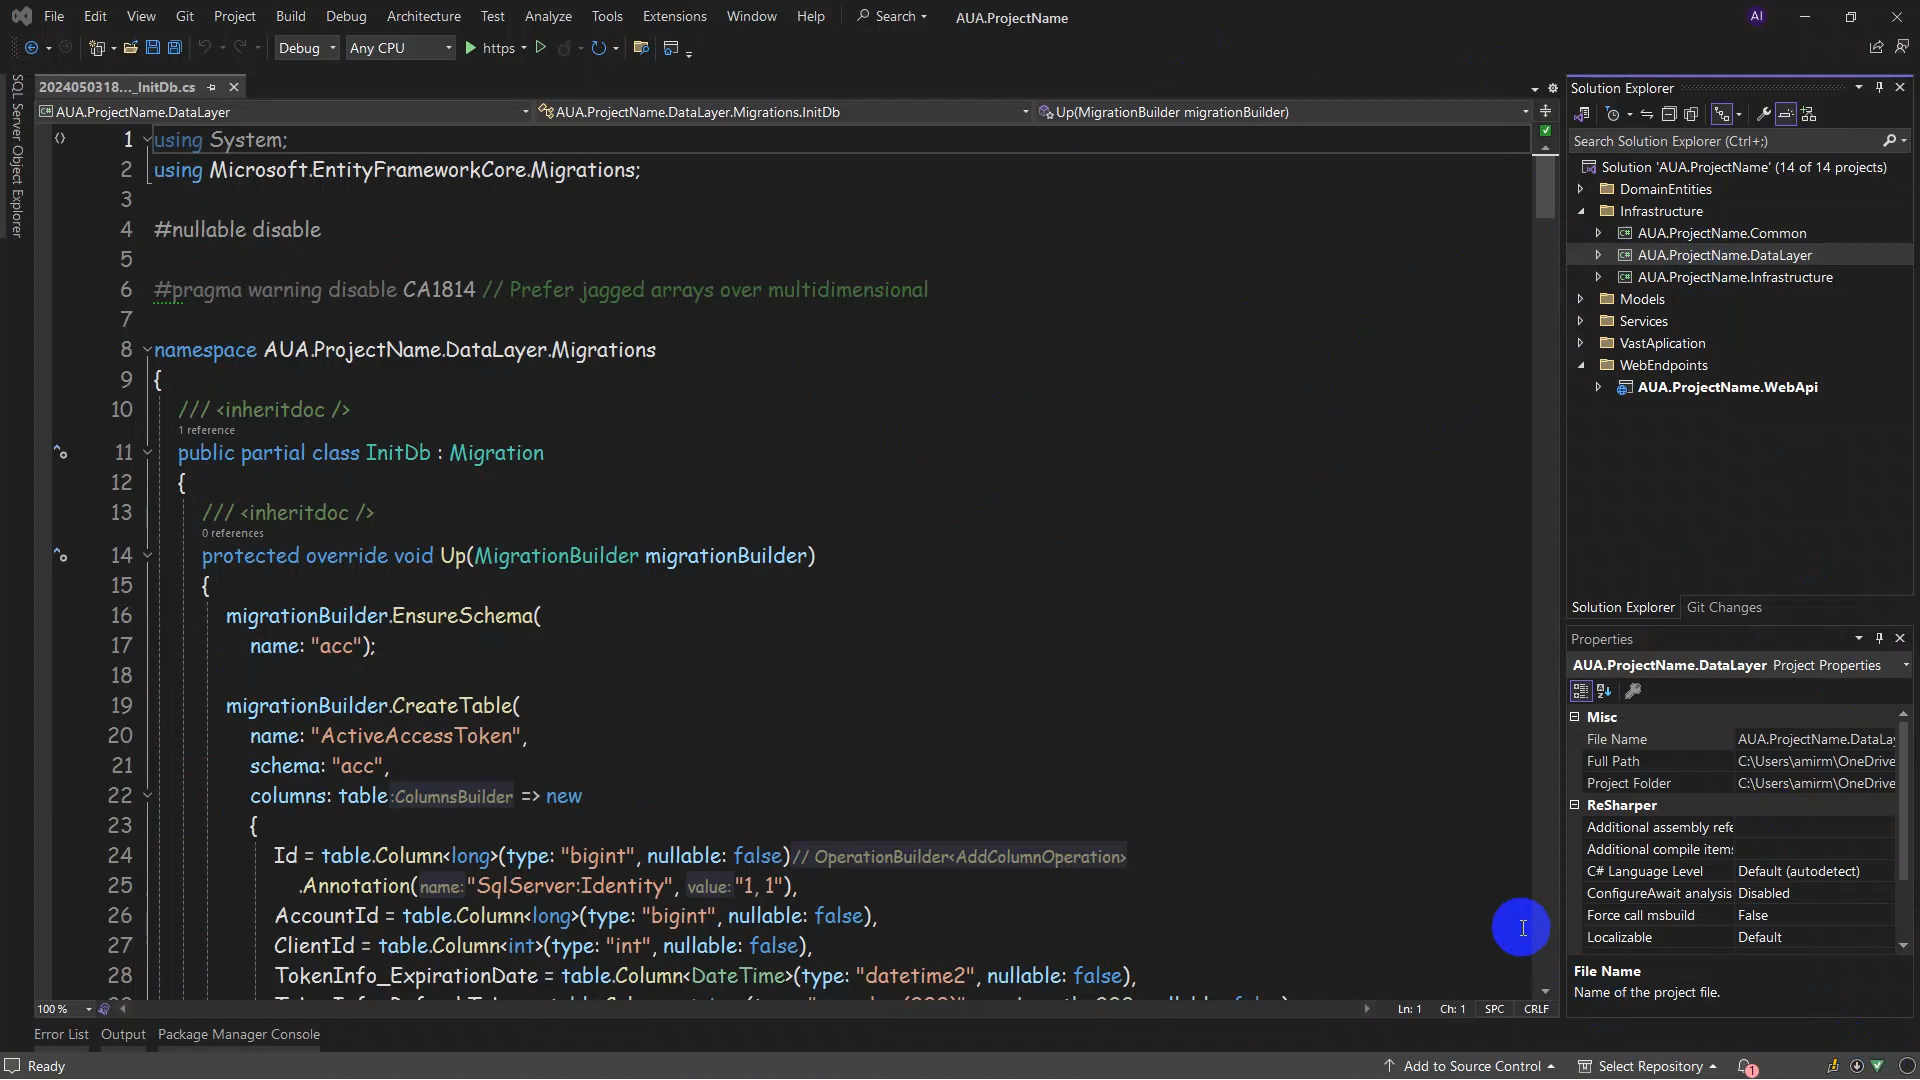 File Edit View Git Project Build Debug Architecture Test Analyze Tools Extensions Window Help Search AUA.ProjectName AI
Debug Any CPU https
SQL Server Object Explorer
2024050318..._InitDb.cs
AUA.ProjectName.DataLayer AUA.ProjectName.DataLayer.Migrations.InitDb Up(MigrationBuilder migrationBuilder)
1 using System;
2 using Microsoft.EntityFrameworkCore.Migrations;
3
4 #nullable disable
5
6 #pragma warning disable CA1814 // Prefer jagged arrays over multidimensional
7
8 namespace AUA.ProjectName.DataLayer.Migrations
9 {
10 /// <inheritdoc />
1 reference
11 public partial class InitDb : Migration
12 {
13 /// <inheritdoc />
0 references
14 protected override void Up(MigrationBuilder migrationBuilder)
15 {
16 migrationBuilder.EnsureSchema(
17 name: "acc");
18
19 migrationBuilder.CreateTable(
20 name: "ActiveAccessToken",
21 schema: "acc",
22 columns: table:ColumnsBuilder => new
23 {
24 Id = table.Column<long>(type: "bigint", nullable: false)// OperationBuilder<AddColumnOperation>
25 .Annotation(name:"SqlServer:Identity", value:"1, 1"),
26 AccountId = table.Column<long>(type: "bigint", nullable: false),
27 ClientId = table.Column<int>(type: "int", nullable: false),
28 TokenInfo_ExpirationDate = table.Column<DateTime>(type: "datetime2", nullable: false),
100 % Ln: 1 Ch: 1 SPC CRLF
Error List Output Package Manager Console
Solution Explorer
Search Solution Explorer (Ctrl+;)
Solution 'AUA.ProjectName' (14 of 14 projects)
DomainEntities
Infrastructure
AUA.ProjectName.Common
AUA.ProjectName.DataLayer
AUA.ProjectName.Infrastructure
Models
Services
VastAplication
WebEndpoints
AUA.ProjectName.WebApi
Solution Explorer Git Changes
Properties
AUA.ProjectName.DataLayer Project Properties
Misc
File Name AUA.ProjectName.DataLay
Full Path C:\Users\amirm\OneDrive
Project Folder C:\Users\amirm\OneDrive
ReSharper
Additional assembly refe
Additional compile items
C# Language Level Default (autodetect)
ConfigureAwait analysis Disabled
Force call msbuild False
Localizable Default
File Name
Name of the project file.
Ready Add to Source Control Select Repository 1